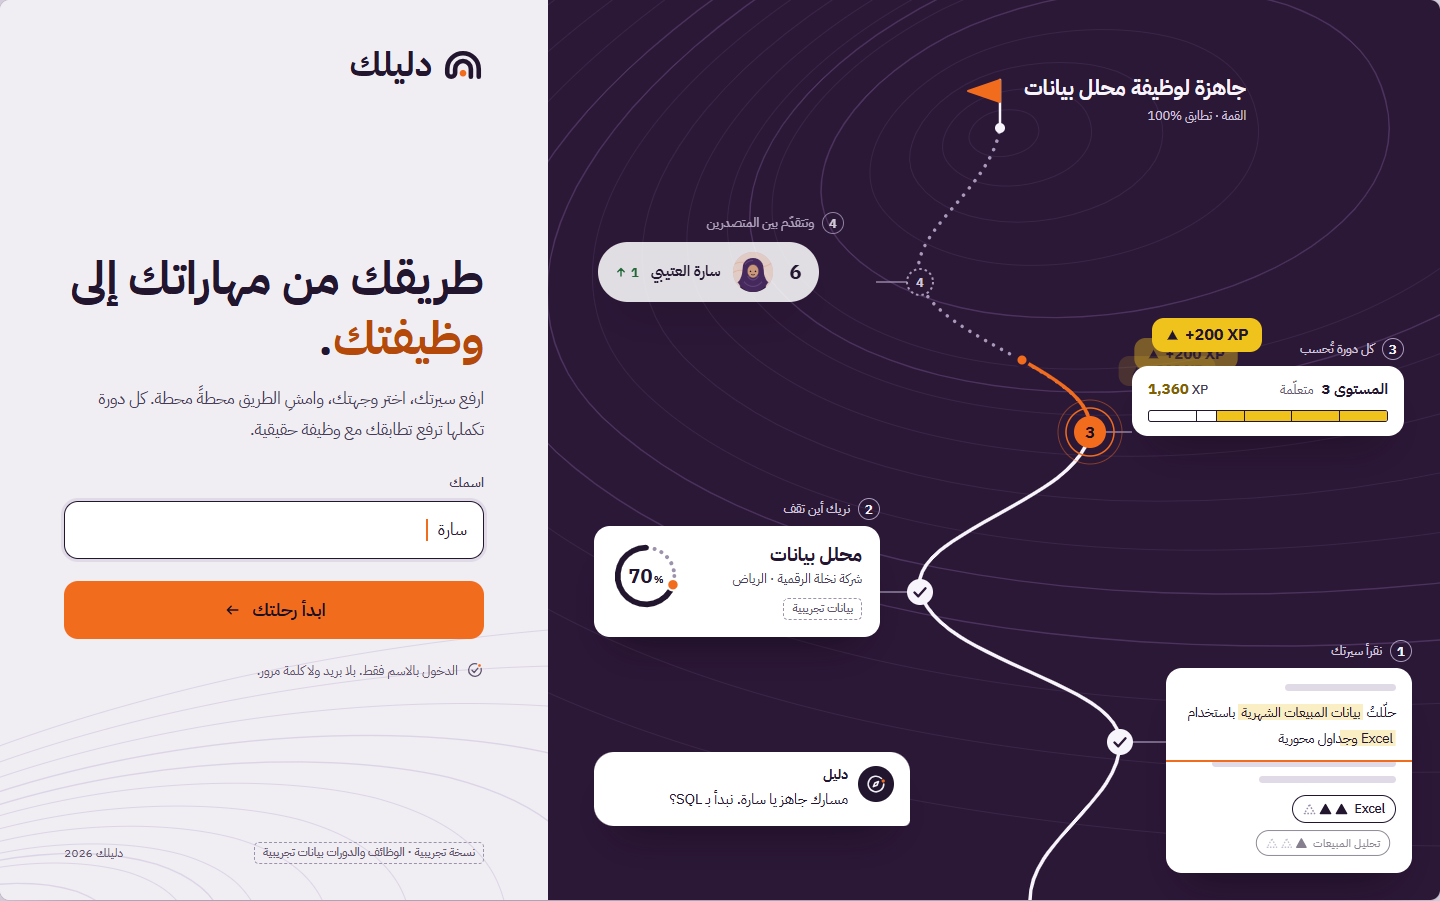 دليلك
طريقك من مهاراتك إلى
وظيفتك.
ارفع سيرتك، اختر وجهتك، وامشِ الطريق محطةً محطة. كل دورة
تكملها ترفع تطابقك مع وظيفة حقيقية.
اسمك
سارة
ابدأ رحلتك ←
الدخول بالاسم فقط. بلا بريد ولا كلمة مرور.
نسخة تجريبية · الوظائف والدورات بيانات تجريبية
دليلك 2026
جاهزة لوظيفة محلل بيانات
القمة · تطابق 100%
4 وتتقدّم بين المتصدرين
6 سارة العتيبي 1 ↑
4
3 كل دورة تُحسب
+200 XP
+200 XP
المستوى 3 متعلّمة
1,360 XP
3
2 نريك أين تقف
محلل بيانات
شركة نخلة الرقمية · الرياض
بيانات تجريبية
70%
1 نقرأ سيرتك
حلّلتُ بيانات المبيعات الشهرية باستخدام
Excel وجداول محورية
Excel
تحليل المبيعات
دليل
مسارك جاهز يا سارة. نبدأ بـ SQL؟